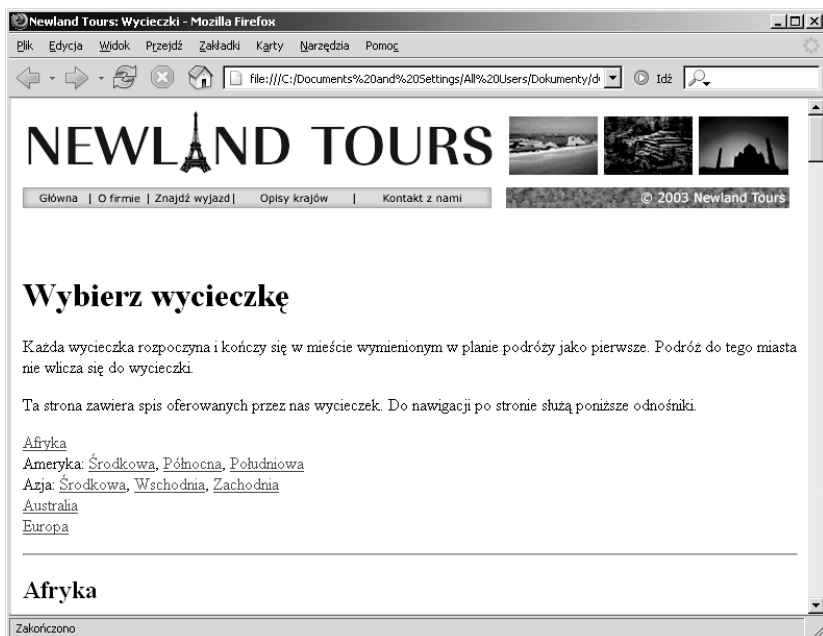 Newland Tours: Wycieczki - Mozilla Firefox
Plik Edycja Widok Przejdź Zakładki Karty Narzędzia Pomoc
file:///C:/Documents%20and%20Settings/All%20Users/Dokumenty/ Idź
NEWLAND TOURS
Główna | O firmie | Znajdź wyjazd | Opisy krajów | Kontakt z nami
© 2003 Newland Tours
Wybierz wycieczkę
Każda wycieczka rozpoczyna i kończy się w mieście wymienionym w planie podróży jako pierwsze. Podróż do tego miasta
nie wlicza się do wycieczki.
Ta strona zawiera spis oferowanych przez nas wycieczek. Do nawigacji po stronie służą poniższe odnośniki.
Afryka
Ameryka: Środkowa, Północna, Południowa
Azja: Środkowa, Wschodnia, Zachodnia
Australia
Europa
Afryka
Zakończono